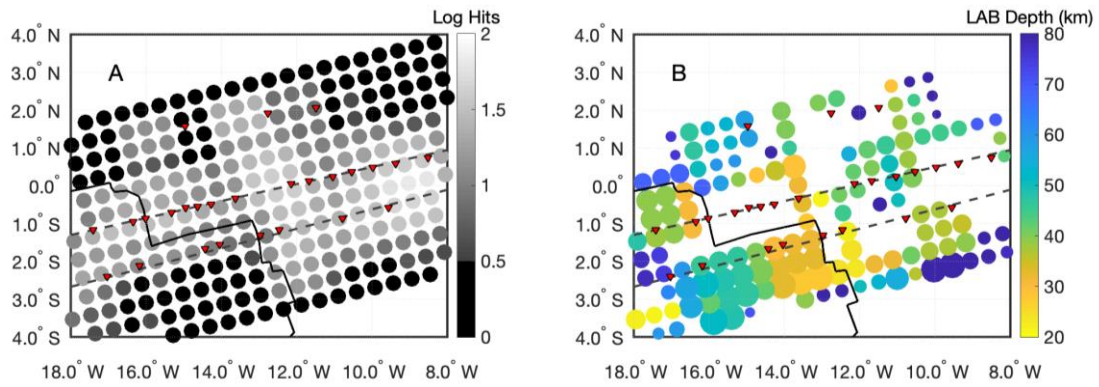 Log Hits
LAB Depth (km)
4.0° N
3.0° N
2.0° N
1.0° N
0.0°
1.0° S
2.0° S
3.0° S
4.0° S
A
2
1.5
1
0.5
0
18.0° W 16.0° W 14.0° W 12.0° W 10.0° W 8.0° W
4.0° N
3.0° N
2.0° N
1.0° N
0.0°
1.0° S
2.0° S
3.0° S
4.0° S
B
80
70
60
50
40
30
20
18.0° W 16.0° W 14.0° W 12.0° W 10.0° W 8.0° W